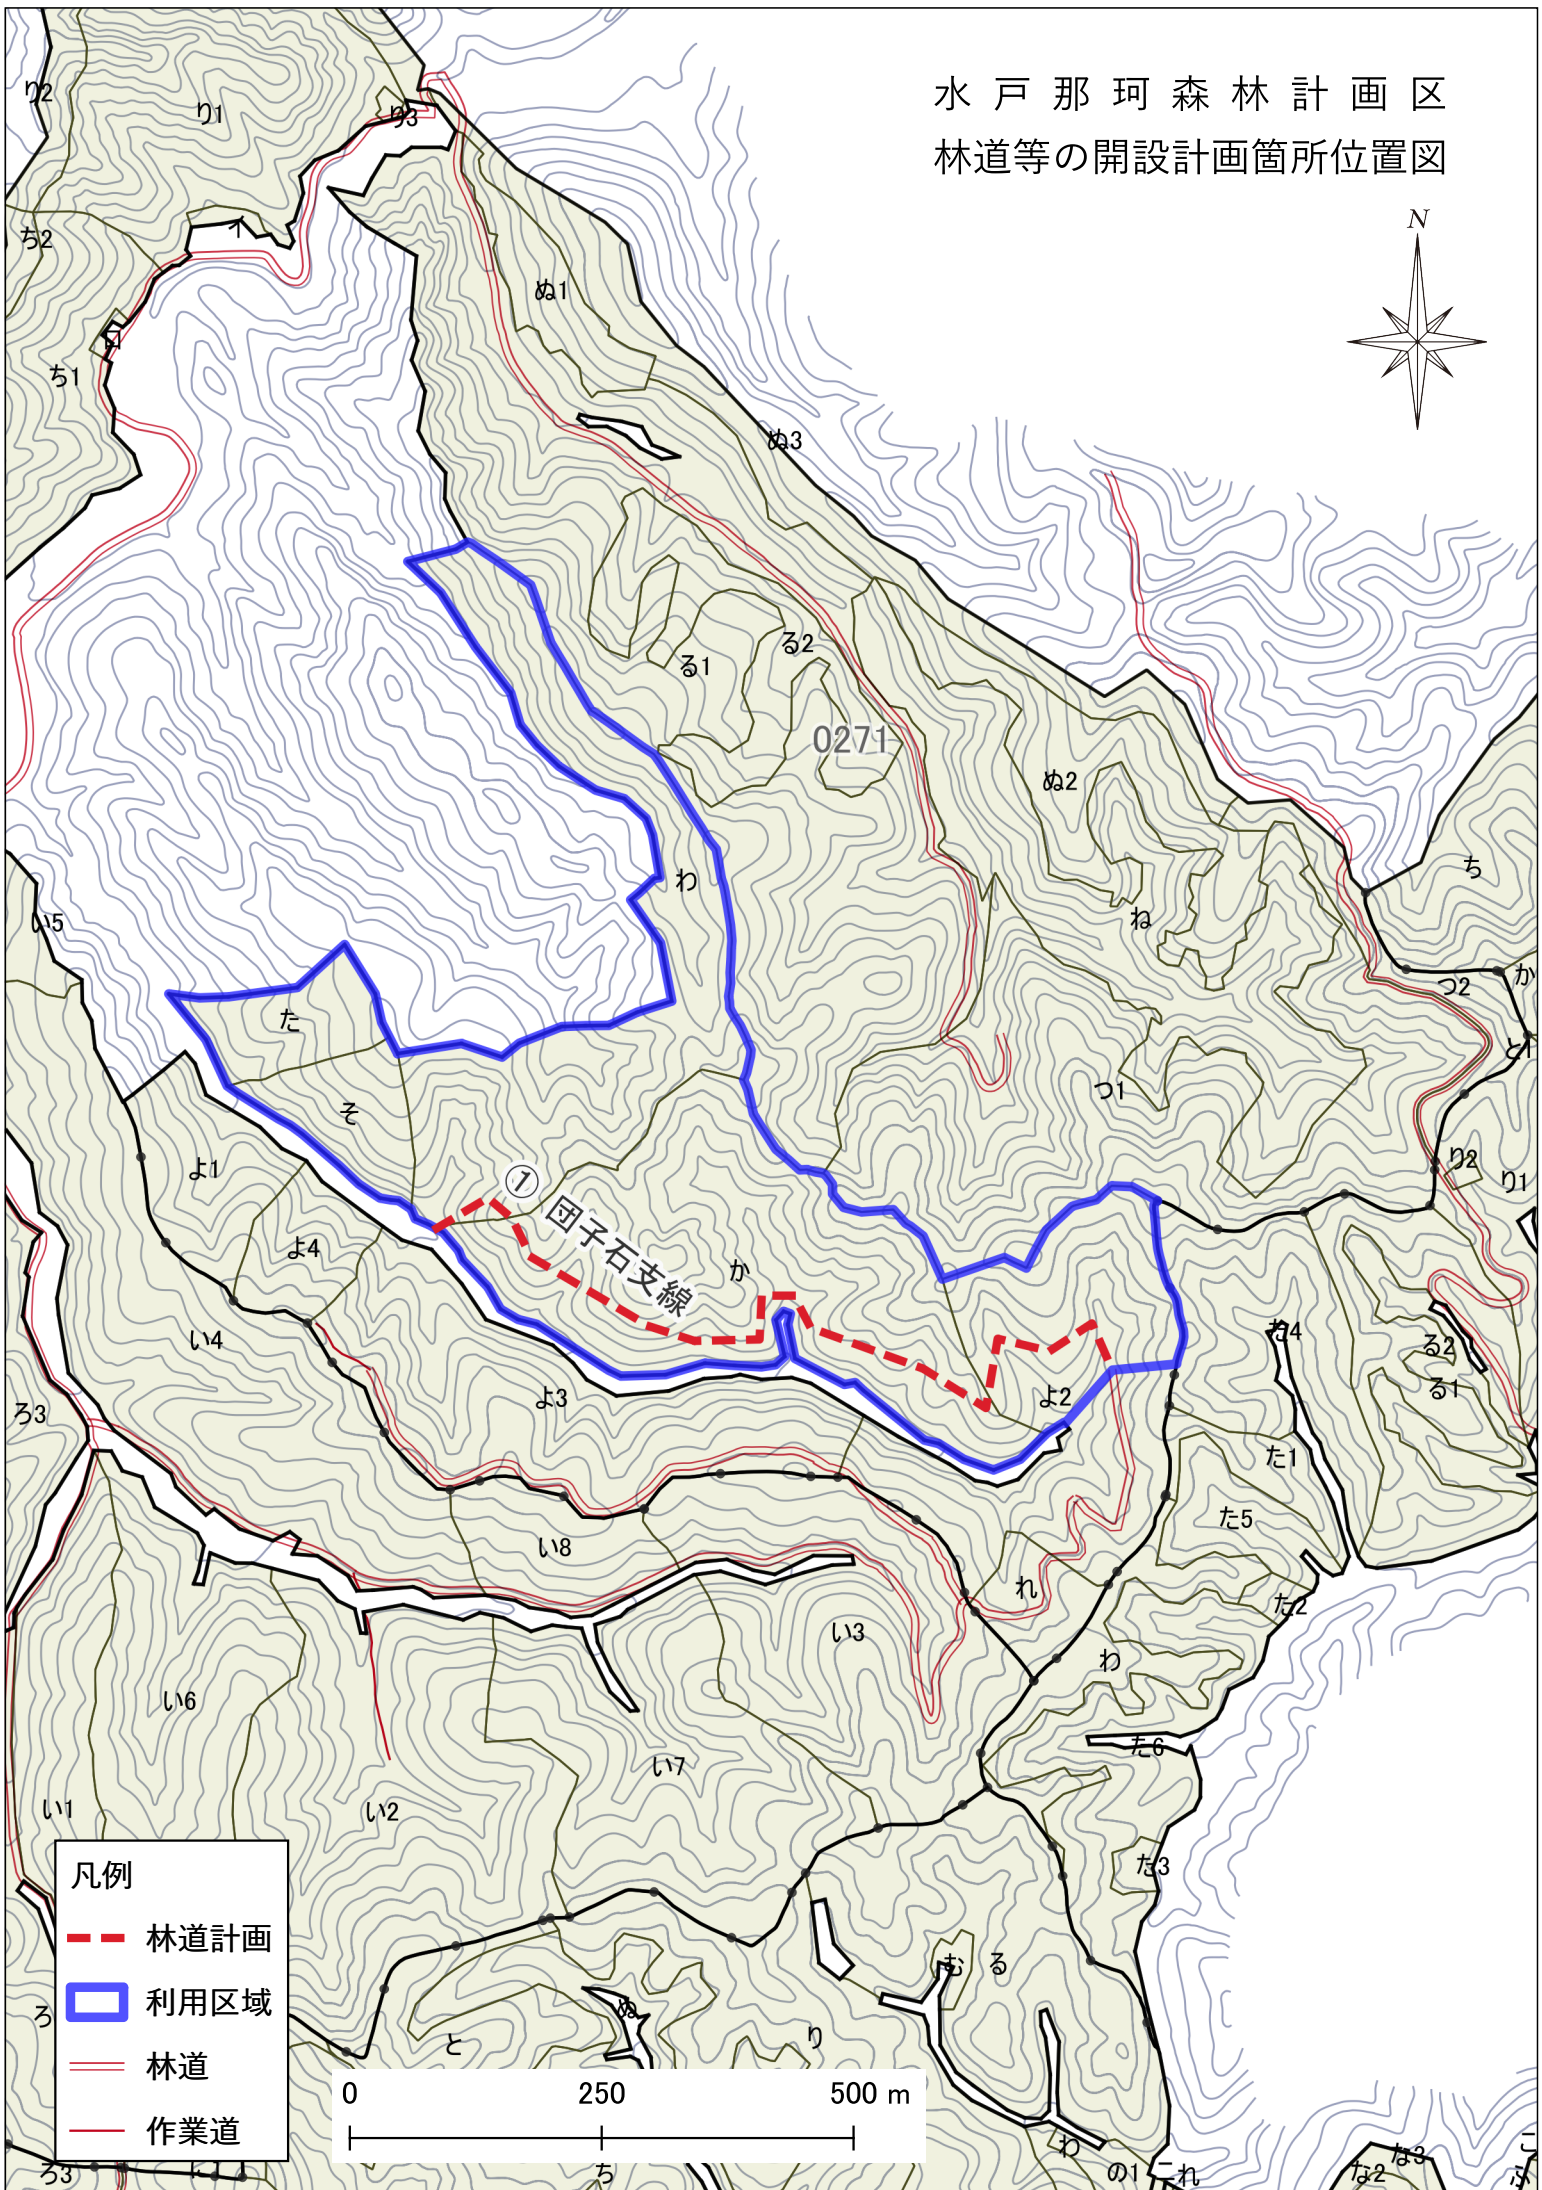 水戸那珂森林計画区
林道等の開設計画箇所位置図
N
り2
り1
り3
ち2
イ
ロ
ち1
ぬ1
ぬ3
る2
る1
0271
ぬ2
ち
わ
ね
い5
つ2
か
た
と1
つ1
そ
よ1
り2
り1
① 団子石支線
よ4
か
い4
た4
る2
る1
よ3
よ2
ろ3
た1
た5
い8
れ
た2
い3
わ
い6
い7
た6
い1
い2
た3
む
る
ぬ
ろ
と
り
凡例
林道計画
利用区域
林道
作業道
0
250
500 m
わ
ろ3
ち
の1
れ
な2
な3